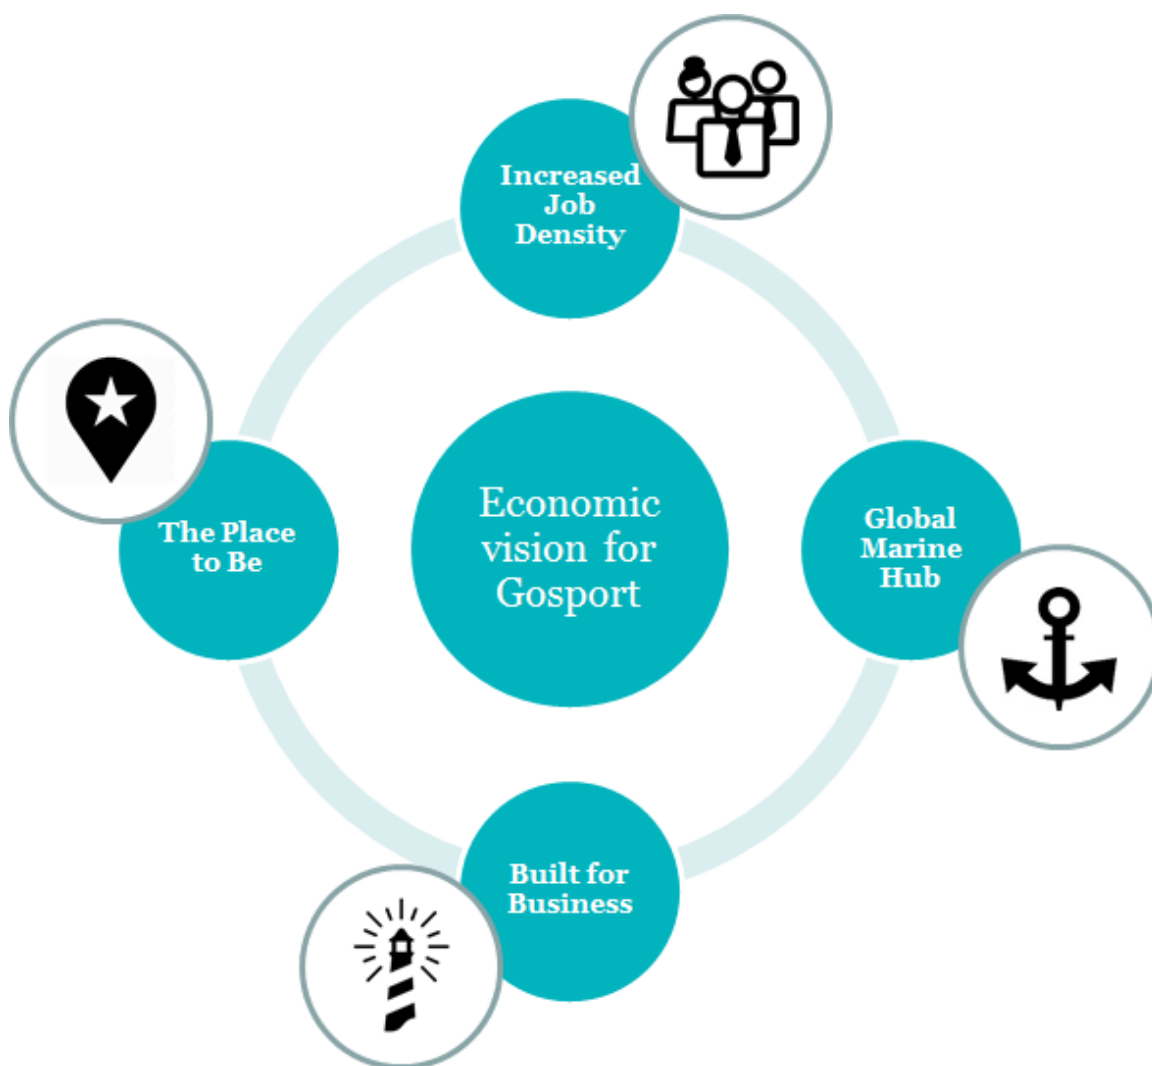 Increased
Job
Density
The Place
to Be
Economic
vision for
Gosport
Global
Marine
Hub
Built for
Business